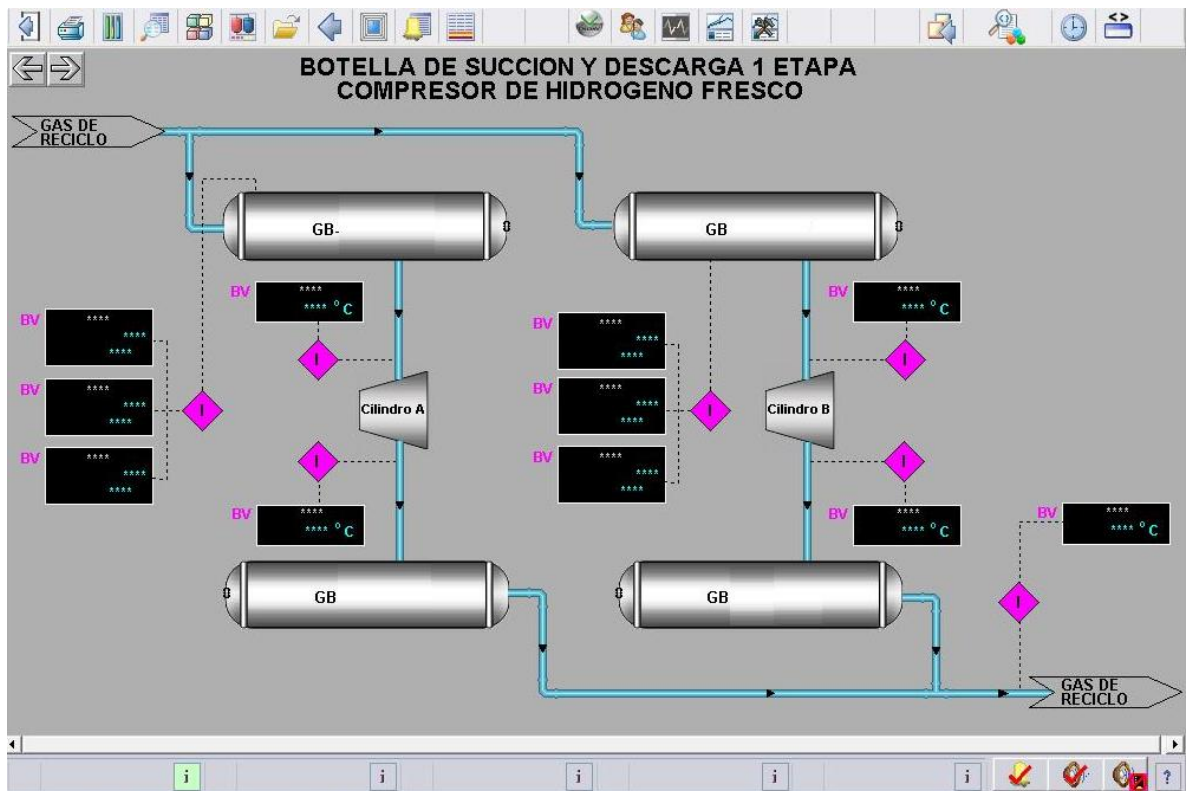 BOTELLA DE SUCCION Y DESCARGA 1 ETAPA
COMPRESOR DE HIDROGENO FRESCO
GAS DE
RECICLO
GB-
GB
BV
****
**** °C
BV
****
**** °C
BV
****
****
****
BV
****
****
****
I
I
BV
****
****
****
BV
****
****
****
I
Cilindro A
I
Cilindro B
I
BV
****
****
****
BV
****
****
****
I
I
BV
****
**** °C
BV
****
**** °C
BV
****
**** °C
GB
GB
I
GAS DE
RECICLO
i
i
i
i
i
?